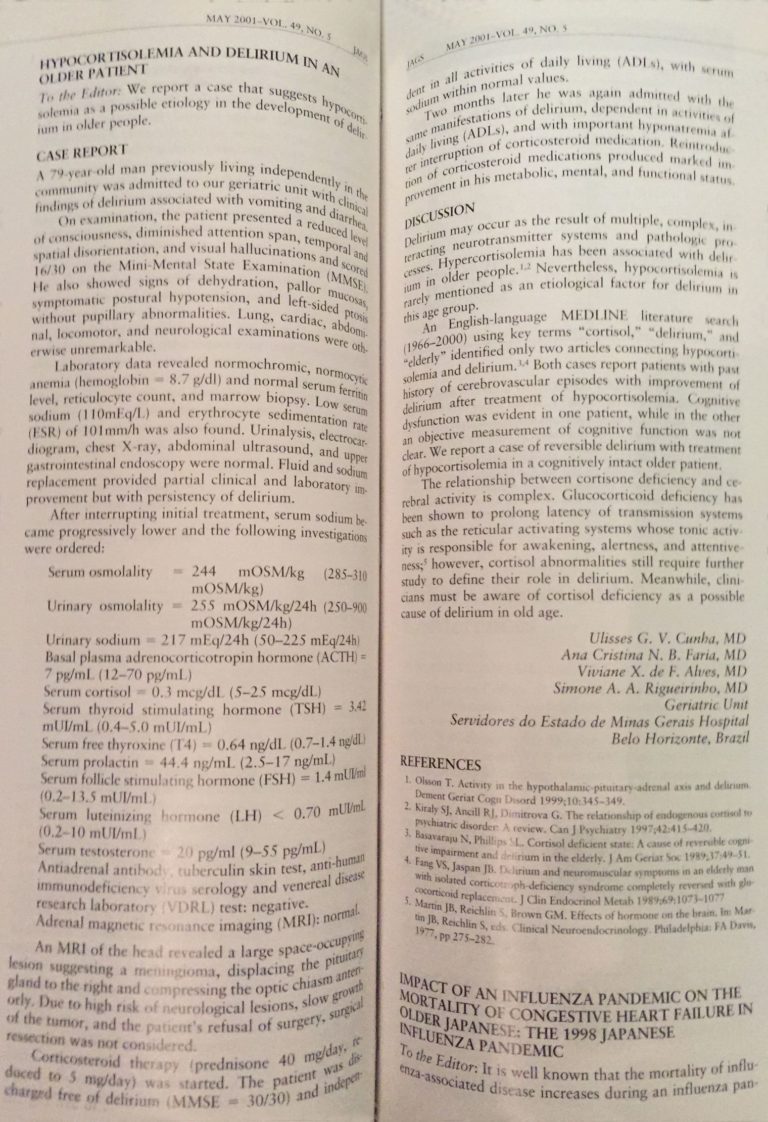 MAY 2001–VOL. 49, NO. 5 JAGS
HYPOCORTISOLEMIA AND DELIRIUM IN AN
OLDER PATIENT
To the Editor: We report a case that suggests hypocorti-
solemia as a possible etiology in the development of delir-
ium in older people.
CASE REPORT
A 79-year-old man previously living independently in the
community was admitted to our geriatric unit with clinical
findings of delirium associated with vomiting and diarrhea.
On examination, the patient presented a reduced level
of consciousness, diminished attention span, temporal and
spatial disorientation, and visual hallucinations and scored
16/30 on the Mini-Mental State Examination (MMSE).
He also showed signs of dehydration, pallor mucosas,
symptomatic postural hypotension, and left-sided ptosis
without pupillary abnormalities. Lung, cardiac, abdomi-
nal, locomotor, and neurological examinations were oth-
erwise unremarkable.
Laboratory data revealed normochromic, normocytic
anemia (hemoglobin = 8.7 g/dl) and normal serum ferritin
level, reticulocyte count, and marrow biopsy. Low serum
sodium (110mEq/L) and erythrocyte sedimentation rate
(ESR) of 101mm/h was also found. Urinalysis, electrocar-
diogram, chest X-ray, abdominal ultrasound, and upper
gastrointestinal endoscopy were normal. Fluid and sodium
replacement provided partial clinical and laboratory im-
provement but with persistency of delirium.
After interrupting initial treatment, serum sodium be-
came progressively lower and the following investigations
were ordered:
Serum osmolality = 244 mOSM/kg (285–310
mOSM/kg)
Urinary osmolality = 255 mOSM/kg/24h (250–900
mOSM/kg/24h)
Urinary sodium = 217 mEq/24h (50–225 mEq/24h)
Basal plasma adrenocorticotropin hormone (ACTH) =
7 pg/mL (12–70 pg/mL)
Serum cortisol = 0.3 mcg/dL (5–25 mcg/dL)
Serum thyroid stimulating hormone (TSH) = 3.42
mUI/mL (0.4–5.0 mUI/mL)
Serum free thyroxine (T4) = 0.64 ng/dL (0.7–1.4 ng/dL)
Serum prolactin = 44.4 ng/mL (2.5–17 ng/mL)
Serum follicle stimulating hormone (FSH) = 1.4 mUI/ml
(0.2–13.5 mUI/mL)
Serum luteinizing hormone (LH) < 0.70 mUI/mL
(0.2–10 mUI/mL)
Serum testosterone = 20 pg/ml (9–55 pg/mL)
Antiadrenal antibody, tuberculin skin test, anti-human
immunodeficiency virus serology and venereal disease
research laboratory (VDRL) test: negative.
Adrenal magnetic resonance imaging (MRI): normal.
An MRI of the head revealed a large space-occupying
lesion suggesting a meningioma, displacing the pituitary
gland to the right and compressing the optic chiasm anteri-
orly. Due to high risk of neurological lesions, slow growth
of the tumor, and the patient's refusal of surgery, surgical
ressection was not considered.
Corticosteroid therapy (prednisone 40 mg/day, re-
duced to 5 mg/day) was started. The patient was dis-
charged free of delirium (MMSE = 30/30) and indepen-
JAGS MAY 2001–VOL. 49, NO. 5
dent in all activities of daily living (ADLs), with serum
sodium within normal values.
Two months later he was again admitted with the
same manifestations of delirium, dependent in activities of
daily living (ADLs), and with important hyponatremia af-
ter interruption of corticosteroid medication. Reintroduc-
tion of corticosteroid medications produced marked im-
provement in his metabolic, mental, and functional status.
DISCUSSION
Delirium may occur as the result of multiple, complex, in-
teracting neurotransmitter systems and pathologic pro-
cesses. Hypercortisolemia has been associated with delir-
ium in older people.1,2 Nevertheless, hypocortisolemia is
rarely mentioned as an etiological factor for delirium in
this age group.
An English-language MEDLINE literature search
(1966–2000) using key terms "cortisol," "delirium," and
"elderly" identified only two articles connecting hypocorti-
solemia and delirium.3,4 Both cases report patients with past
history of cerebrovascular episodes with improvement of
delirium after treatment of hypocortisolemia. Cognitive
dysfunction was evident in one patient, while in the other
an objective measurement of cognitive function was not
clear. We report a case of reversible delirium with treatment
of hypocortisolemia in a cognitively intact older patient.
The relationship between cortisone deficiency and ce-
rebral activity is complex. Glucocorticoid deficiency has
been shown to prolong latency of transmission systems
such as the reticular activating systems whose tonic activ-
ity is responsible for awakening, alertness, and attentive-
ness;5 however, cortisol abnormalities still require further
study to define their role in delirium. Meanwhile, clini-
cians must be aware of cortisol deficiency as a possible
cause of delirium in old age.
Ulisses G. V. Cunha, MD
Ana Cristina N. B. Faria, MD
Viviane X. de F. Alves, MD
Simone A. A. Rigueirinho, MD
Geriatric Unit
Servidores do Estado de Minas Gerais Hospital
Belo Horizonte, Brazil
REFERENCES
1. Olsson T. Activity in the hypothalamic-pituitary-adrenal axis and delirium.
Dement Geriat Cogn Disord 1999;10:345–349.
2. Kiraly SJ, Ancill RJ, Dimitrova G. The relationship of endogenous cortisol to
psychiatric disorder: A review. Can J Psychiatry 1997;42:415–420.
3. Basavaraju N, Phillips SL. Cortisol deficient state: A cause of reversible cogni-
tive impairment and delirium in the elderly. J Am Geriat Soc 1989;37:49–51.
4. Fang VS, Jaspan JB. Delirium and neuromuscular symptoms in an elderly man
with isolated corticotroph-deficiency syndrome completely reversed with glu-
cocorticoid replacement. J Clin Endocrinol Metab 1989;69:1073–1077
5. Martin JB, Reichlin S, Brown GM. Effects of hormone on the brain. In: Mar-
tin JB, Reichlin S, eds. Clinical Neuroendocrinology. Philadelphia: FA Davis,
1977, pp 275–282.
IMPACT OF AN INFLUENZA PANDEMIC ON THE
MORTALITY OF CONGESTIVE HEART FAILURE IN
OLDER JAPANESE: THE 1998 JAPANESE
INFLUENZA PANDEMIC
To the Editor: It is well known that the mortality of influ-
enza-associated disease increases during an influenza pan-